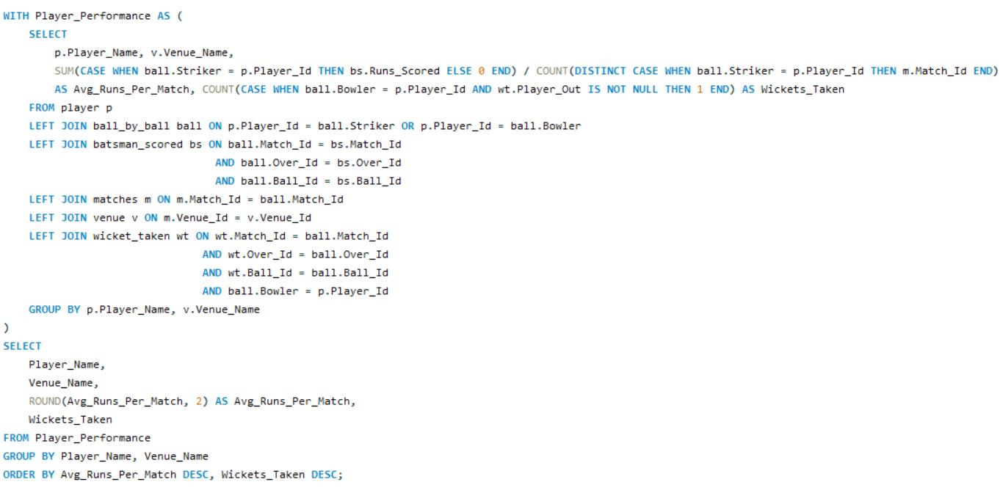 WITH Player_Performance AS (
    SELECT
        p.Player_Name, v.Venue_Name,
        SUM(CASE WHEN ball.Striker = p.Player_Id THEN bs.Runs_Scored ELSE 0 END) / COUNT(DISTINCT CASE WHEN ball.Striker = p.Player_Id THEN m.Match_Id END)
        AS Avg_Runs_Per_Match, COUNT(CASE WHEN ball.Bowler = p.Player_Id AND wt.Player_Out IS NOT NULL THEN 1 END) AS Wickets_Taken
    FROM player p
    LEFT JOIN ball_by_ball ball ON p.Player_Id = ball.Striker OR p.Player_Id = ball.Bowler
    LEFT JOIN batsman_scored bs ON ball.Match_Id = bs.Match_Id
                                AND ball.Over_Id = bs.Over_Id
                                AND ball.Ball_Id = bs.Ball_Id
    LEFT JOIN matches m ON m.Match_Id = ball.Match_Id
    LEFT JOIN venue v ON m.Venue_Id = v.Venue_Id
    LEFT JOIN wicket_taken wt ON wt.Match_Id = ball.Match_Id
                              AND wt.Over_Id = ball.Over_Id
                              AND wt.Ball_Id = ball.Ball_Id
                              AND ball.Bowler = p.Player_Id
    GROUP BY p.Player_Name, v.Venue_Name
)
SELECT
    Player_Name,
    Venue_Name,
    ROUND(Avg_Runs_Per_Match, 2) AS Avg_Runs_Per_Match,
    Wickets_Taken
FROM Player_Performance
GROUP BY Player_Name, Venue_Name
ORDER BY Avg_Runs_Per_Match DESC, Wickets_Taken DESC;